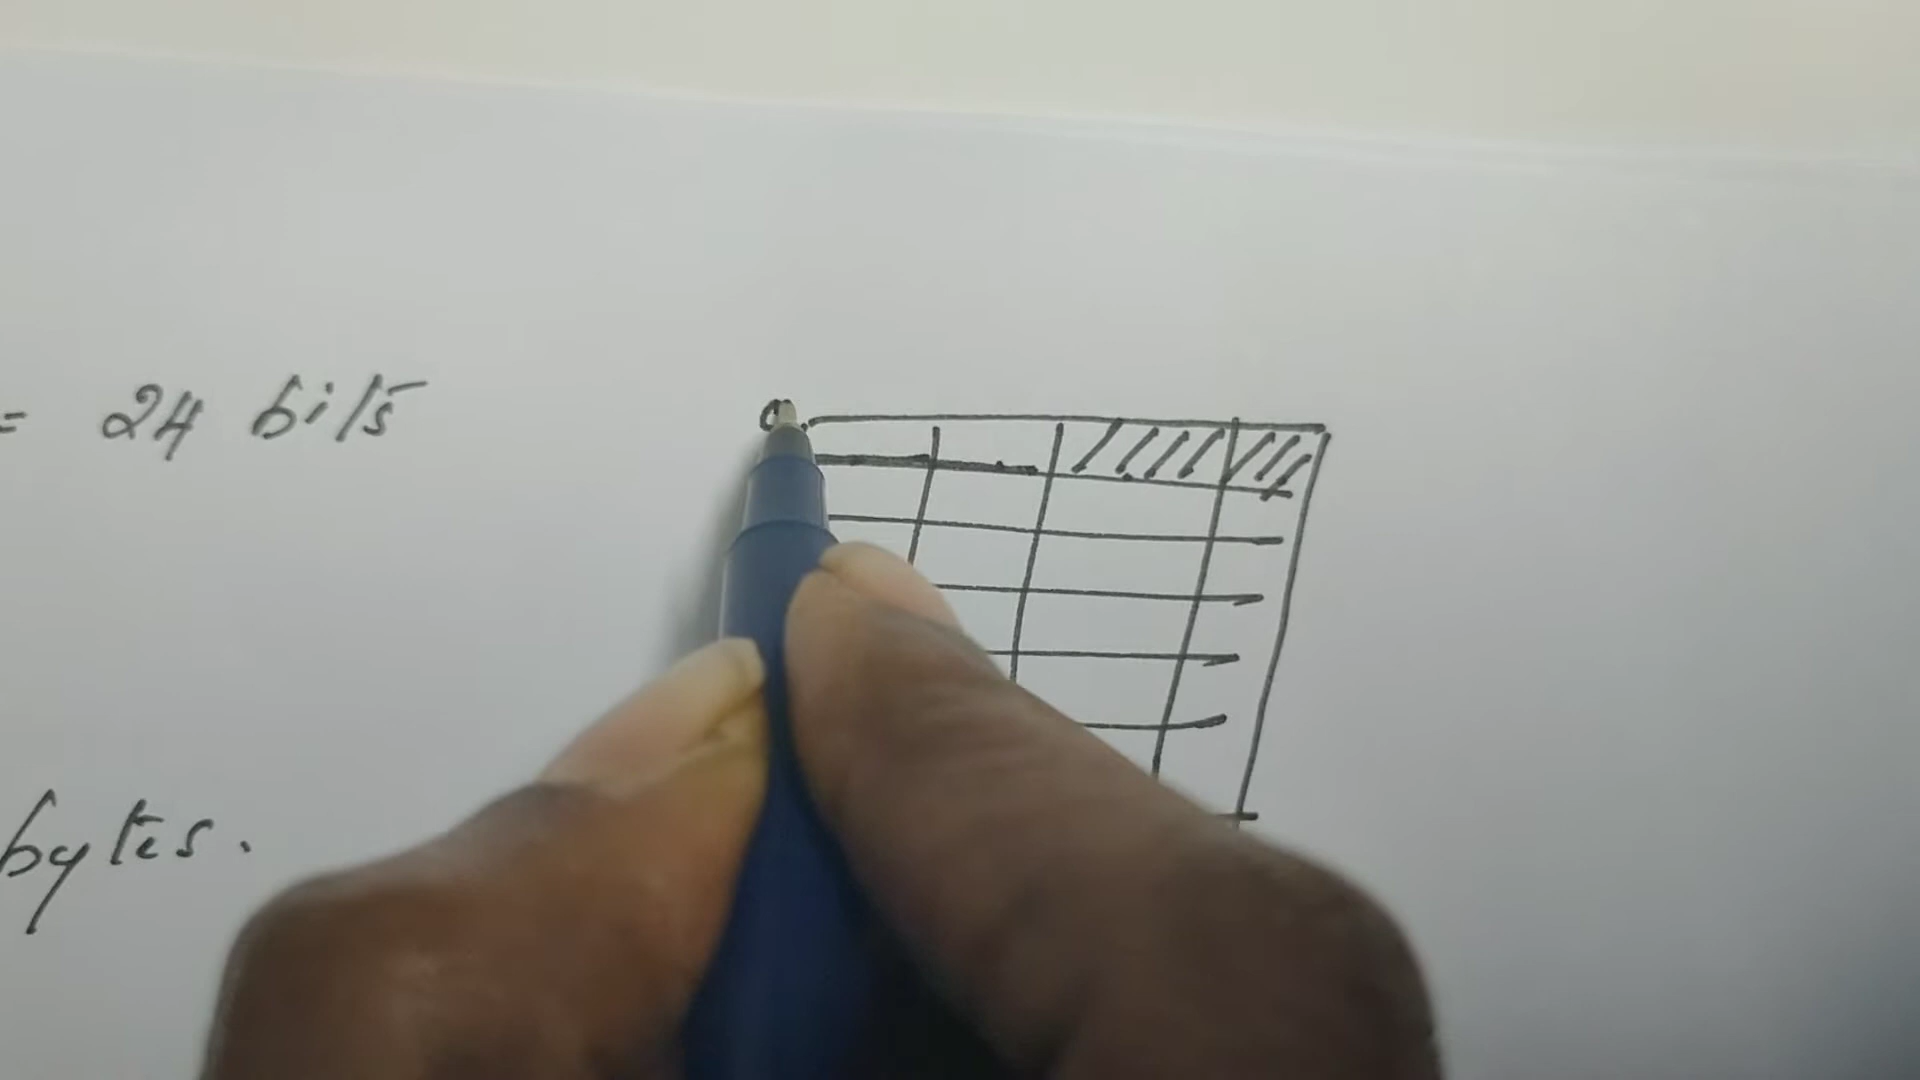 = 24 bits
bytes.